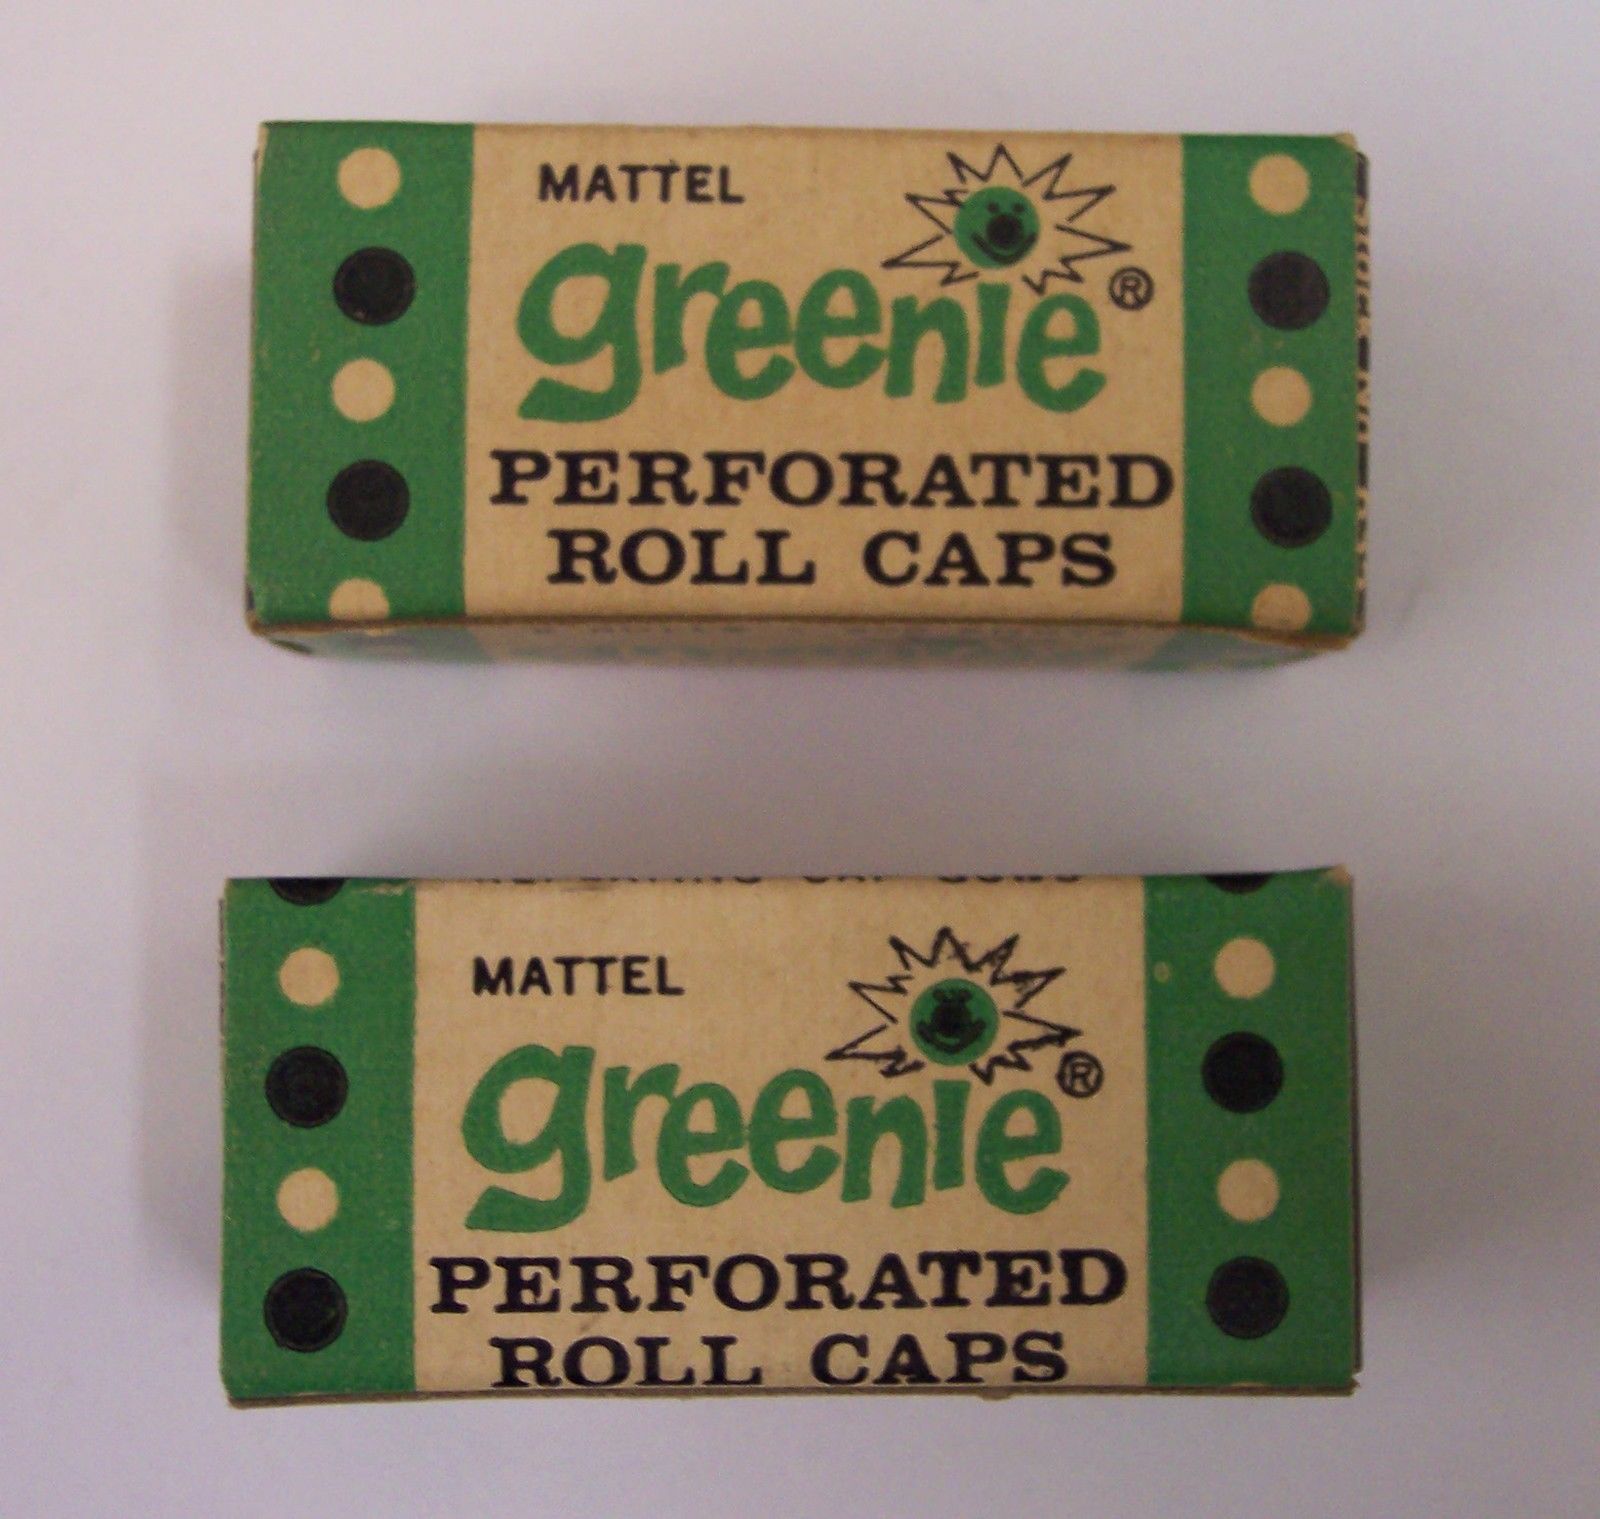 MATTEL
greenie ®
PERFORATED
ROLL CAPS
MATTEL
greenie ®
PERFORATED
ROLL CAPS